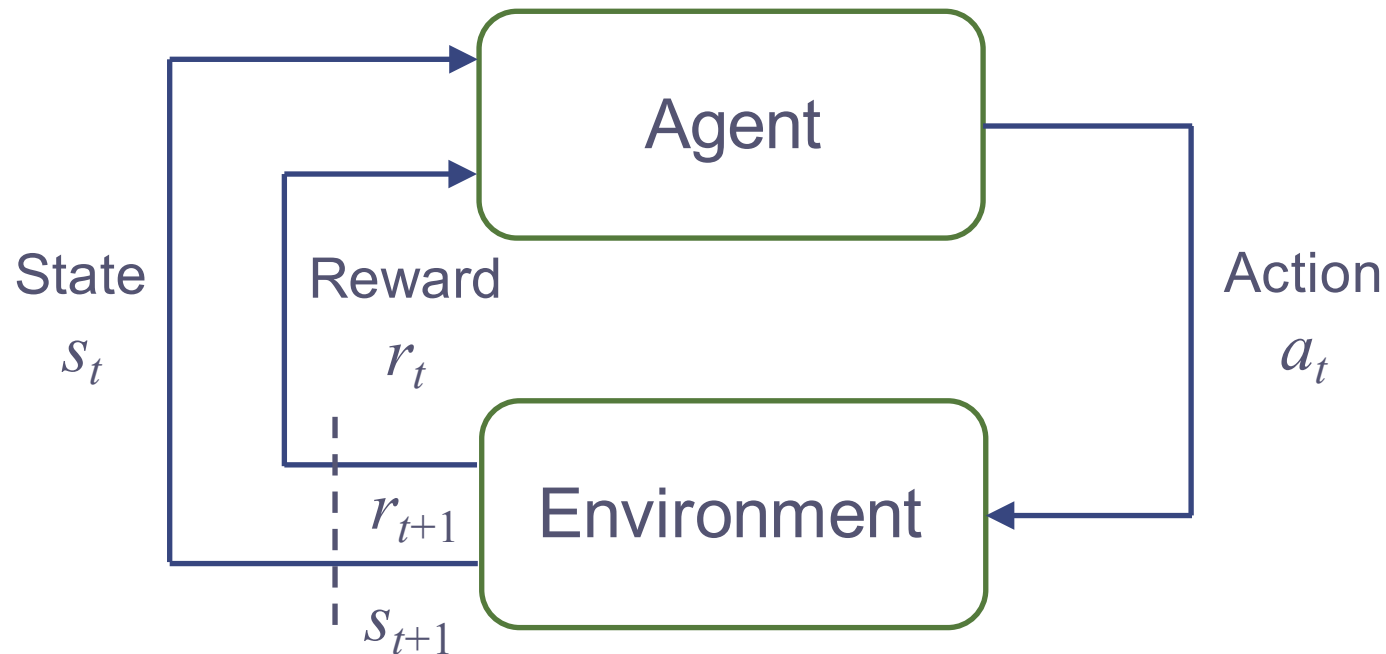 Agent
State
s_t
Reward
r_t
Action
a_t
r_{t+1}
Environment
s_{t+1}